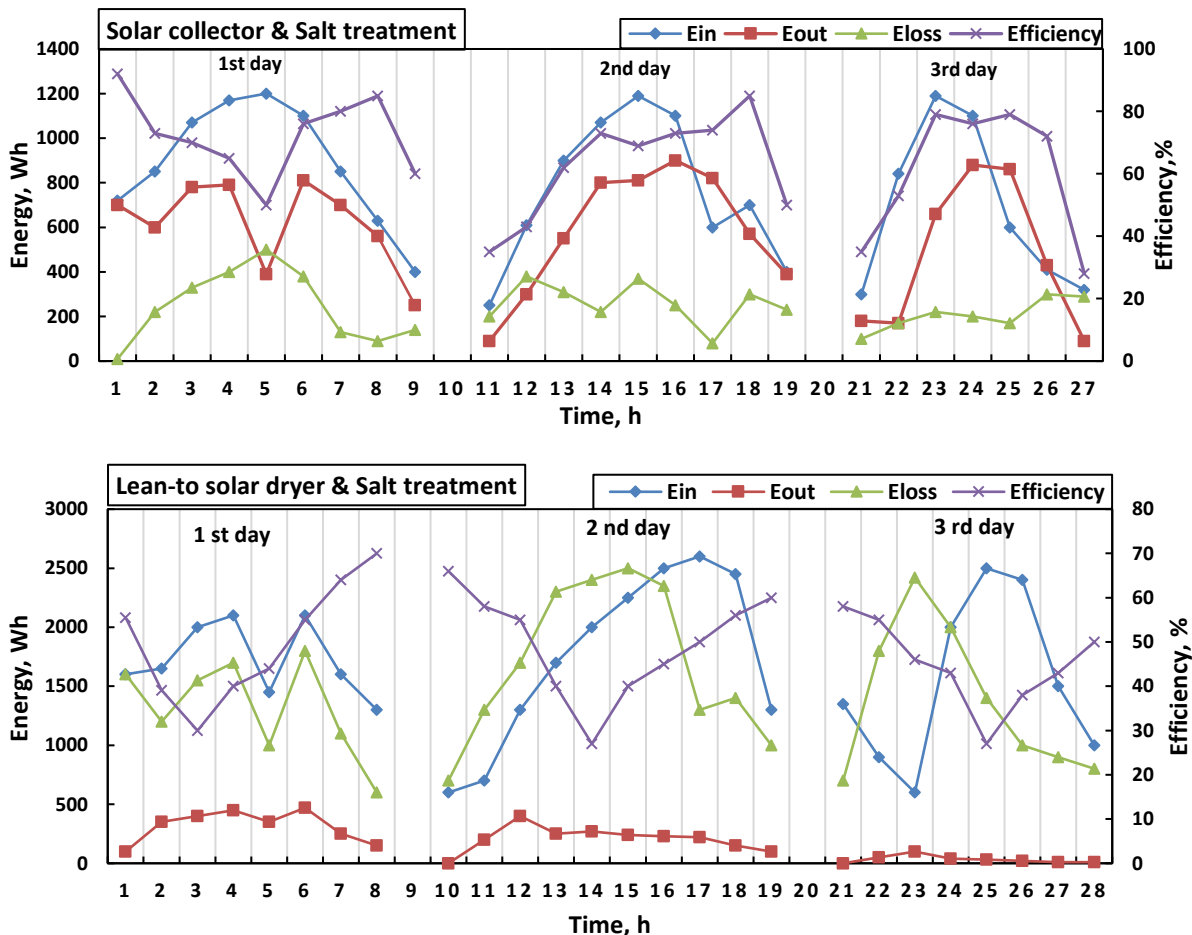 Solar collector & Salt treatment
Ein Eout Eloss Efficiency
1st day 2nd day 3rd day
1400
1200
1000
800
600
400
200
0
Energy, Wh
100
80
60
40
20
0
Efficiency,%
1 2 3 4 5 6 7 8 9 10 11 12 13 14 15 16 17 18 19 20 21 22 23 24 25 26 27
Time, h
Lean-to solar dryer & Salt treatment
Ein Eout Eloss Efficiency
1 st day 2 nd day 3 rd day
3000
2500
2000
1500
1000
500
0
Energy, Wh
80
70
60
50
40
30
20
10
0
Efficiency, %
1 2 3 4 5 6 7 8 9 10 11 12 13 14 15 16 17 18 19 20 21 22 23 24 25 26 27 28
Time, h